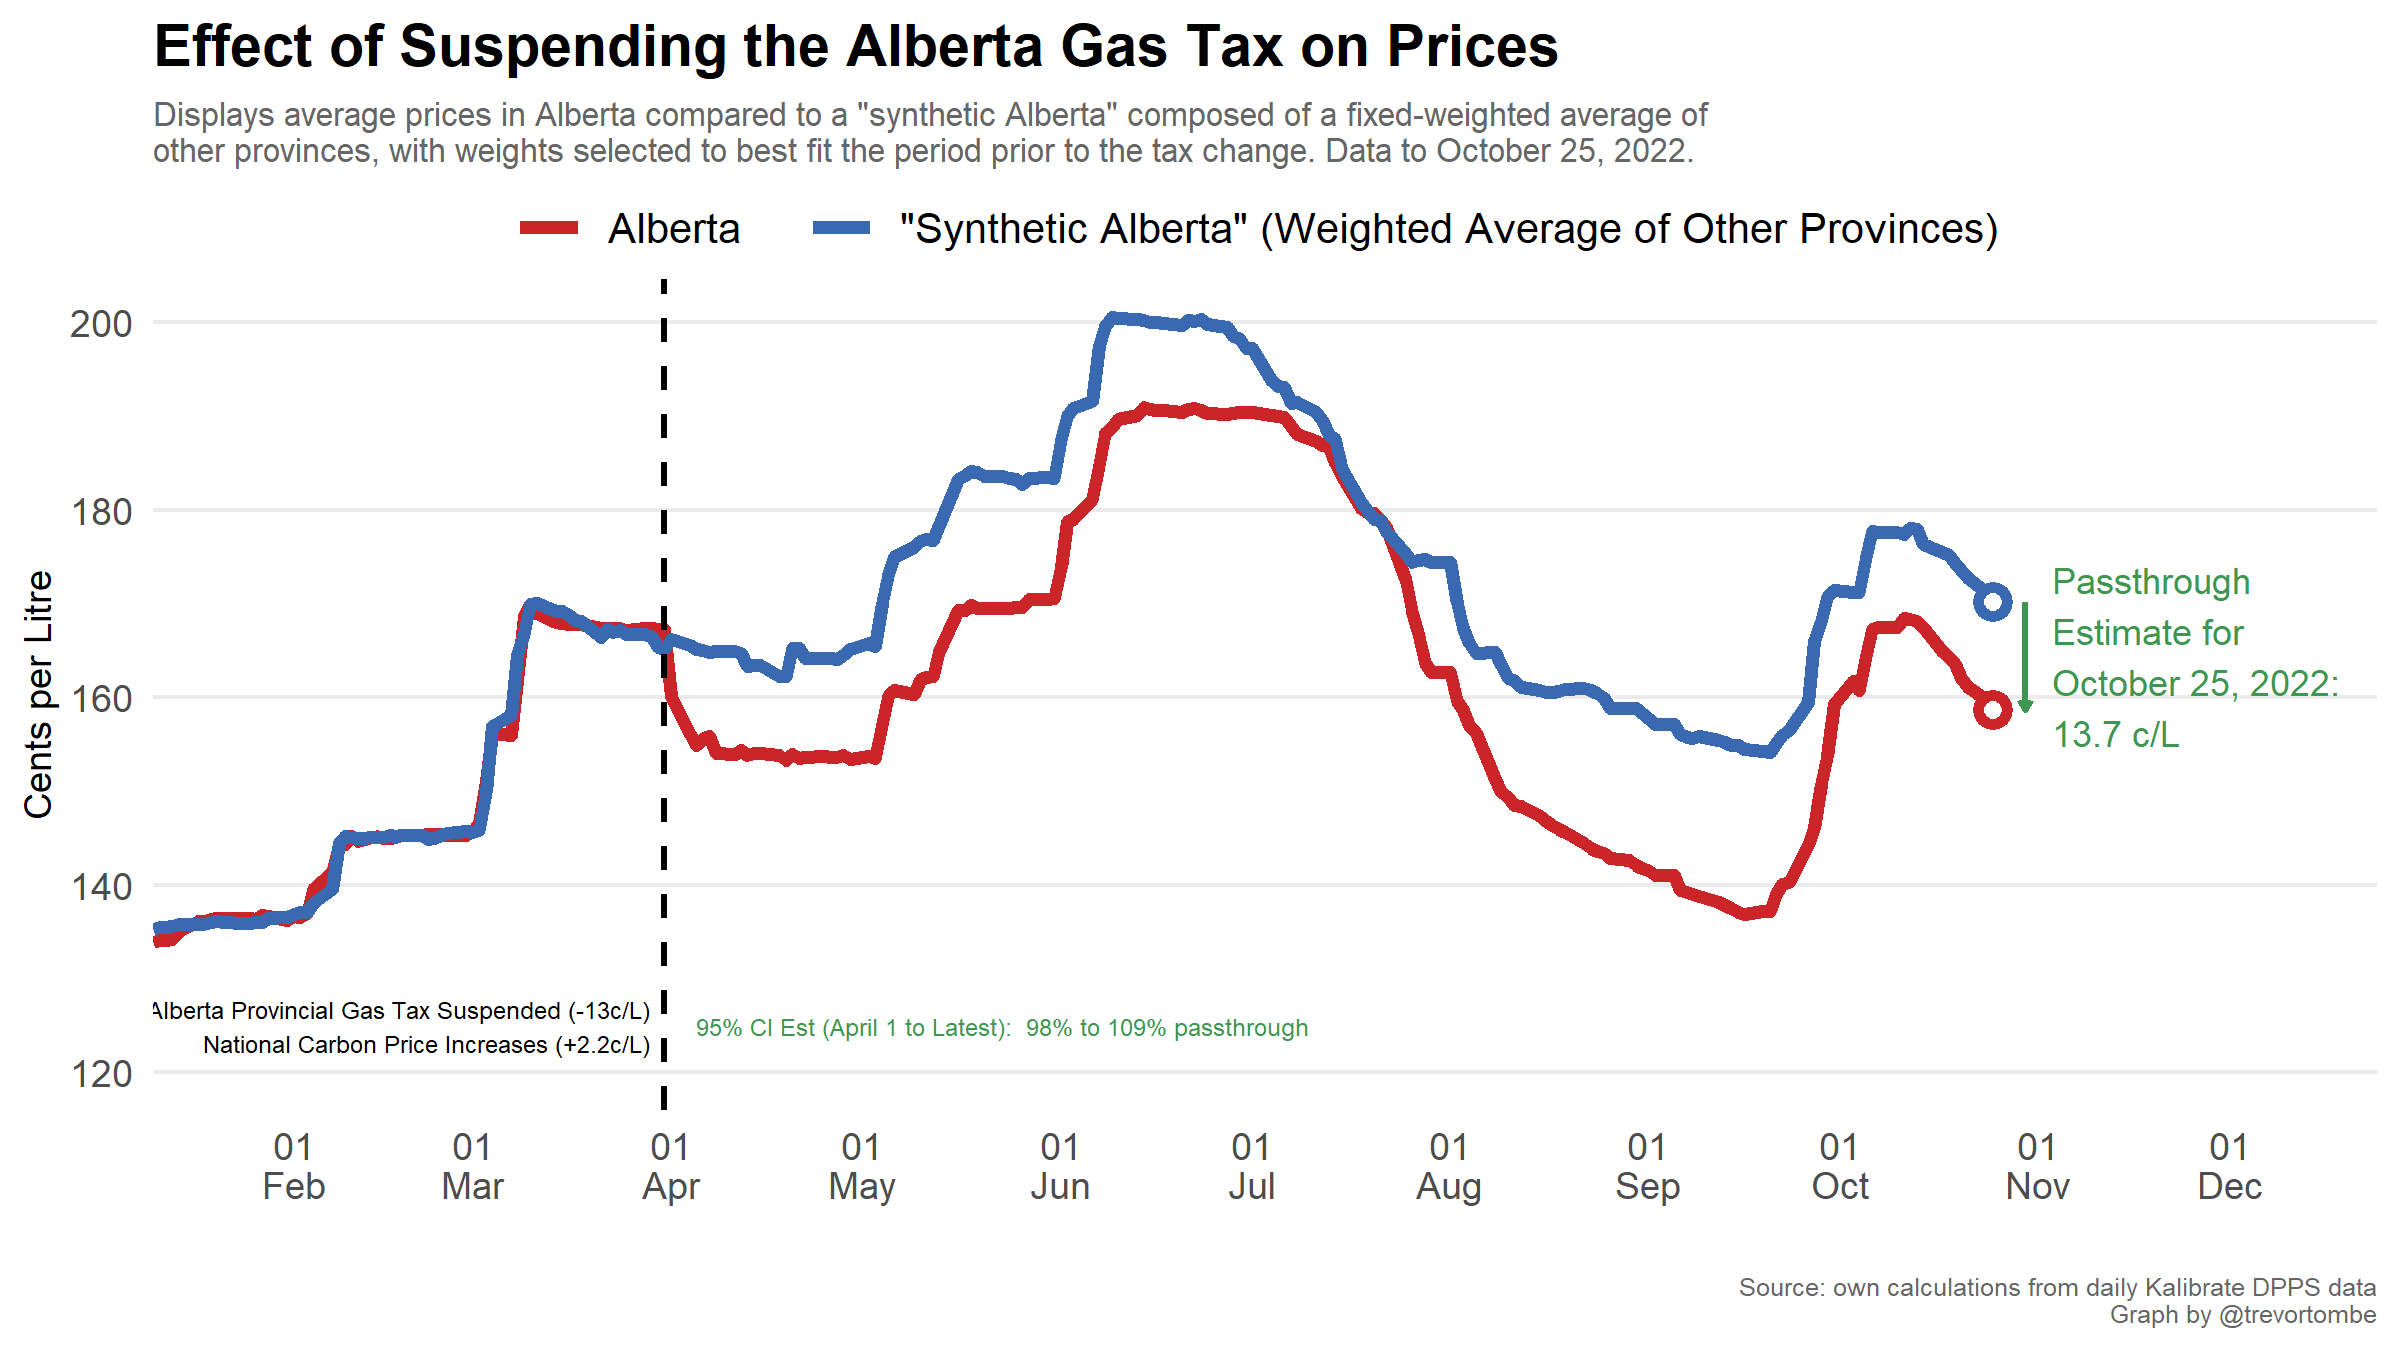 Effect of Suspending the Alberta Gas Tax on Prices
Displays average prices in Alberta compared to a "synthetic Alberta" composed of a fixed-weighted average of
other provinces, with weights selected to best fit the period prior to the tax change. Data to October 25, 2022.
Alberta "Synthetic Alberta" (Weighted Average of Other Provinces)
Cents per Litre
200
180
160
140
120
Passthrough
Estimate for
October 25, 2022:
13.7 c/L
Alberta Provincial Gas Tax Suspended (-13c/L)
National Carbon Price Increases (+2.2c/L)
95% CI Est (April 1 to Latest): 98% to 109% passthrough
01 01 01 01 01 01 01 01 01 01 01
Feb Mar Apr May Jun Jul Aug Sep Oct Nov Dec
Source: own calculations from daily Kalibrate DPPS data
Graph by @trevortombe